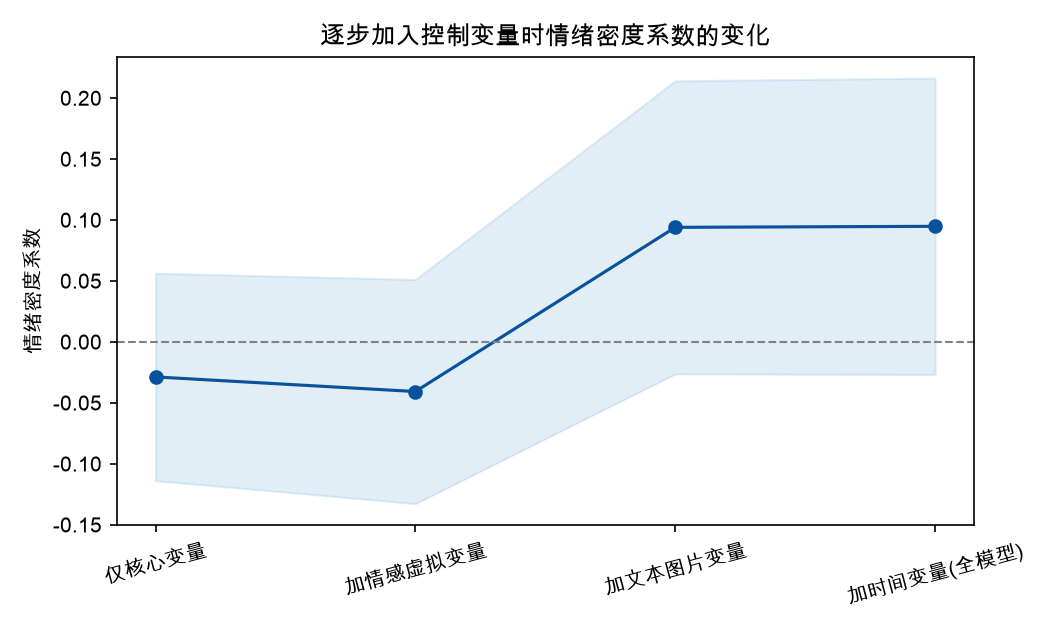 逐步加入控制变量时情绪密度系数的变化
情绪密度系数
0.20
0.15
0.10
0.05
0.00
-0.05
-0.10
-0.15
仅核心变量
加情感虚拟变量
加文本图片变量
加时间变量(全模型)